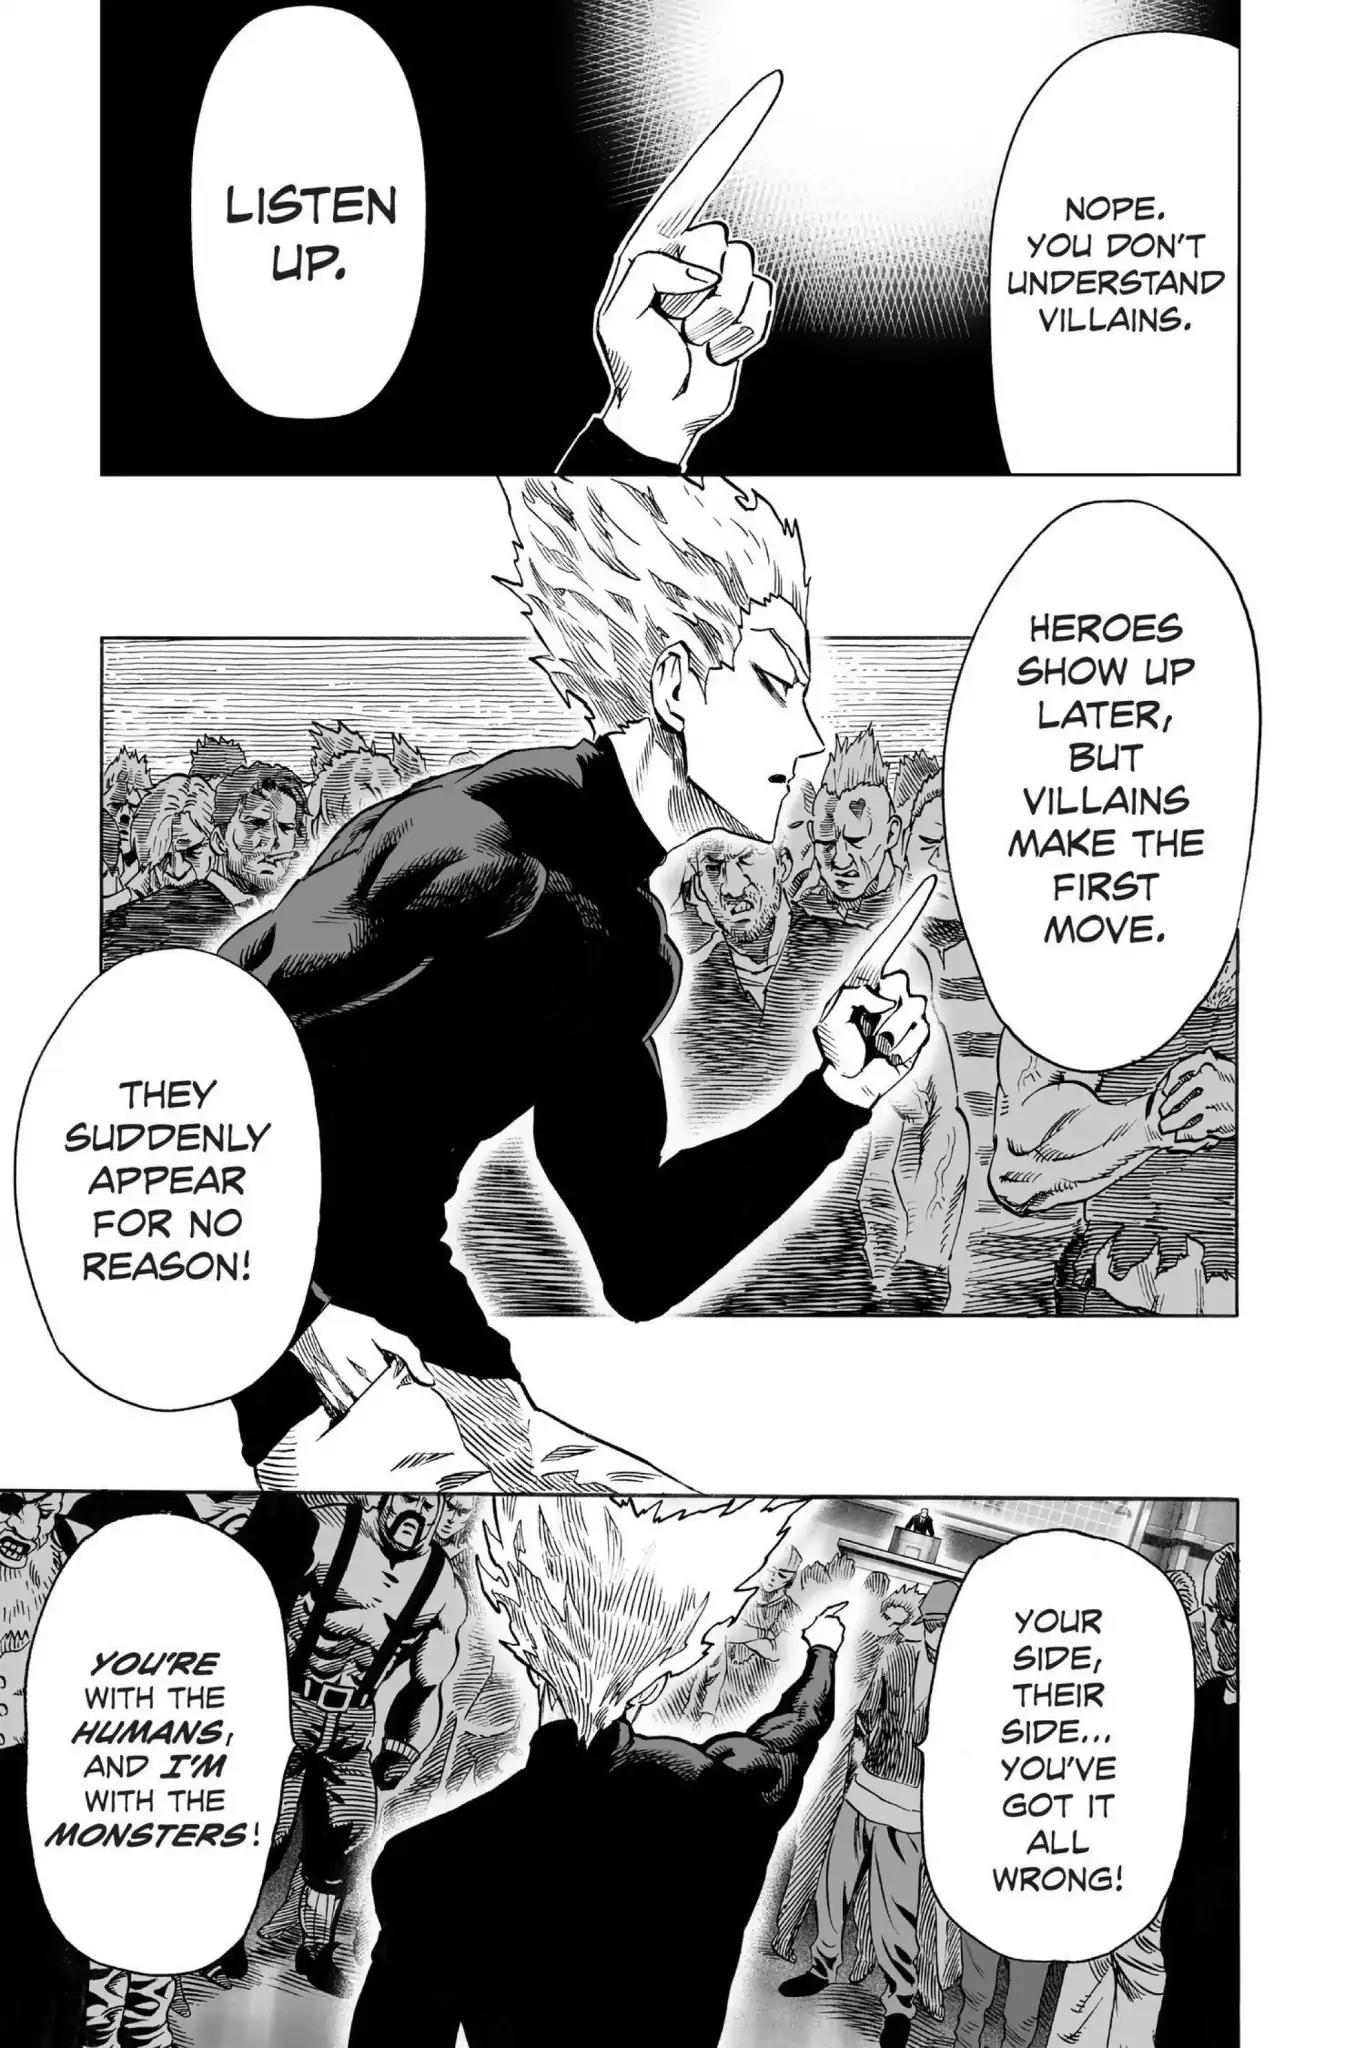 NOPE.
YOU DON'T
UNDERSTAND
VILLAINS.
LISTEN
UP.
HEROES
SHOW UP
LATER,
BUT
VILLAINS
MAKE THE
FIRST
MOVE.
THEY
SUDDENLY
APPEAR
FOR NO
REASON!
YOUR
SIDE,
THEIR
SIDE...
YOU'VE
GOT IT
ALL
WRONG!
YOU'RE
WITH THE
HUMANS,
AND I'M
WITH THE
MONSTERS!